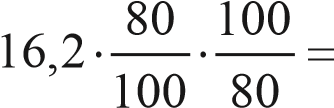 16,2 · 80/100 · 100/80 =